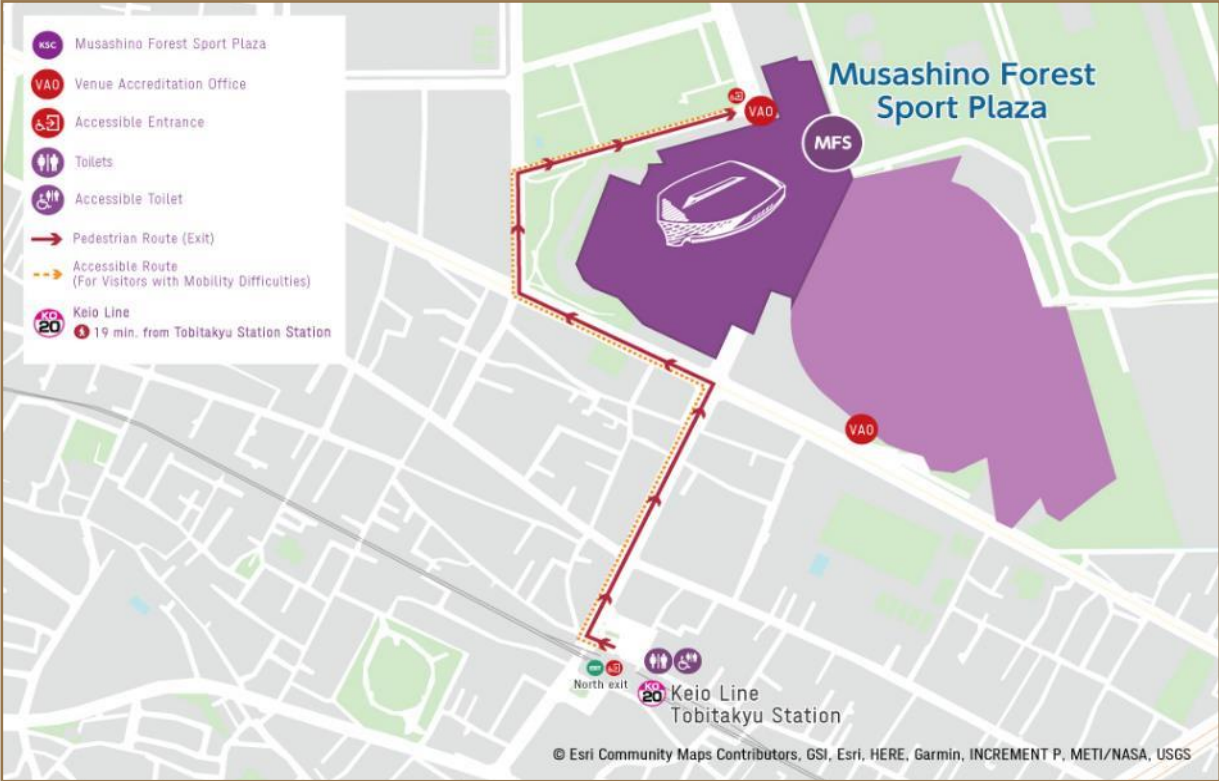 KSC Musashino Forest Sport Plaza
VAO Venue Accreditation Office
Accessible Entrance
Toilets
Accessible Toilet
Pedestrian Route (Exit)
Accessible Route
(For Visitors with Mobility Difficulties)
KO 20 Keio Line
19 min. from Tobitakyu Station Station
Musashino Forest
Sport Plaza
VAO
MFS
VAO
North exit
KO 20 Keio Line
Tobitakyu Station
© Esri Community Maps Contributors, GSI, Esri, HERE, Garmin, INCREMENT P, METI/NASA, USGS